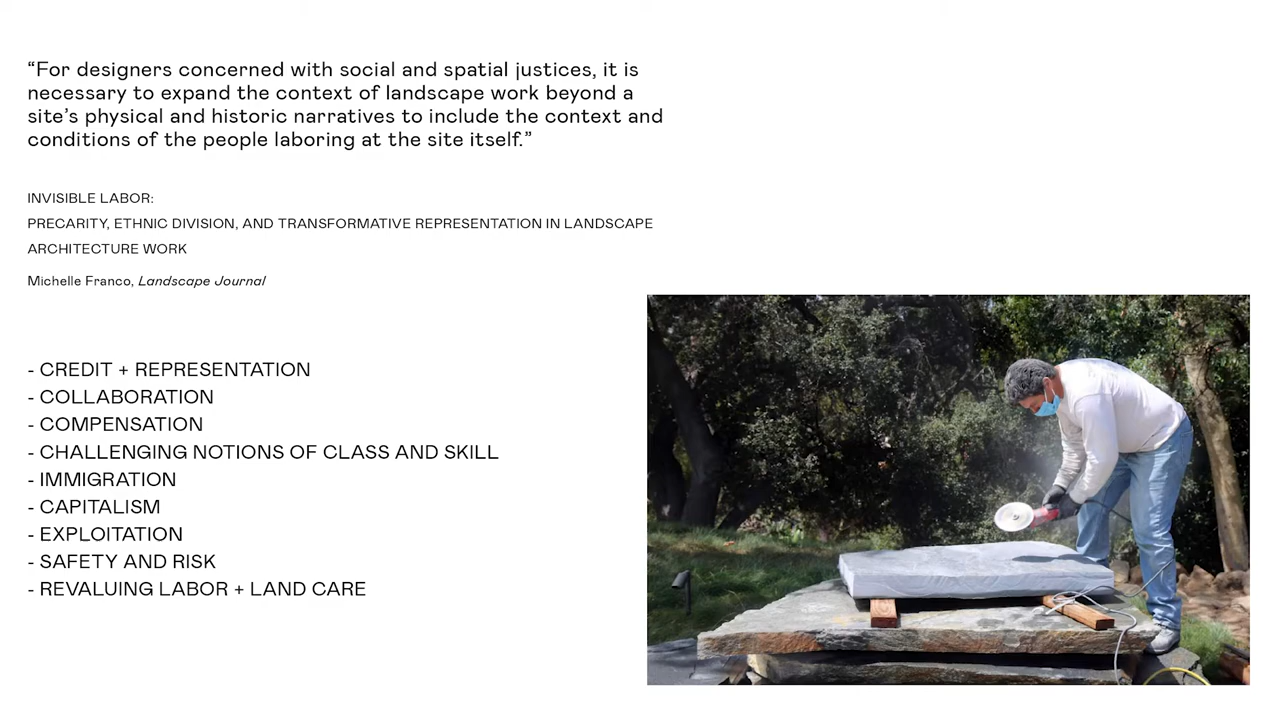 “For designers concerned with social and spatial justices, it is
necessary to expand the context of landscape work beyond a
site’s physical and historic narratives to include the context and
conditions of the people laboring at the site itself.”
INVISIBLE LABOR:
PRECARITY, ETHNIC DIVISION, AND TRANSFORMATIVE REPRESENTATION IN LANDSCAPE
ARCHITECTURE WORK
Michelle Franco, Landscape Journal
- CREDIT + REPRESENTATION
- COLLABORATION
- COMPENSATION
- CHALLENGING NOTIONS OF CLASS AND SKILL
- IMMIGRATION
- CAPITALISM
- EXPLOITATION
- SAFETY AND RISK
- REVALUING LABOR + LAND CARE